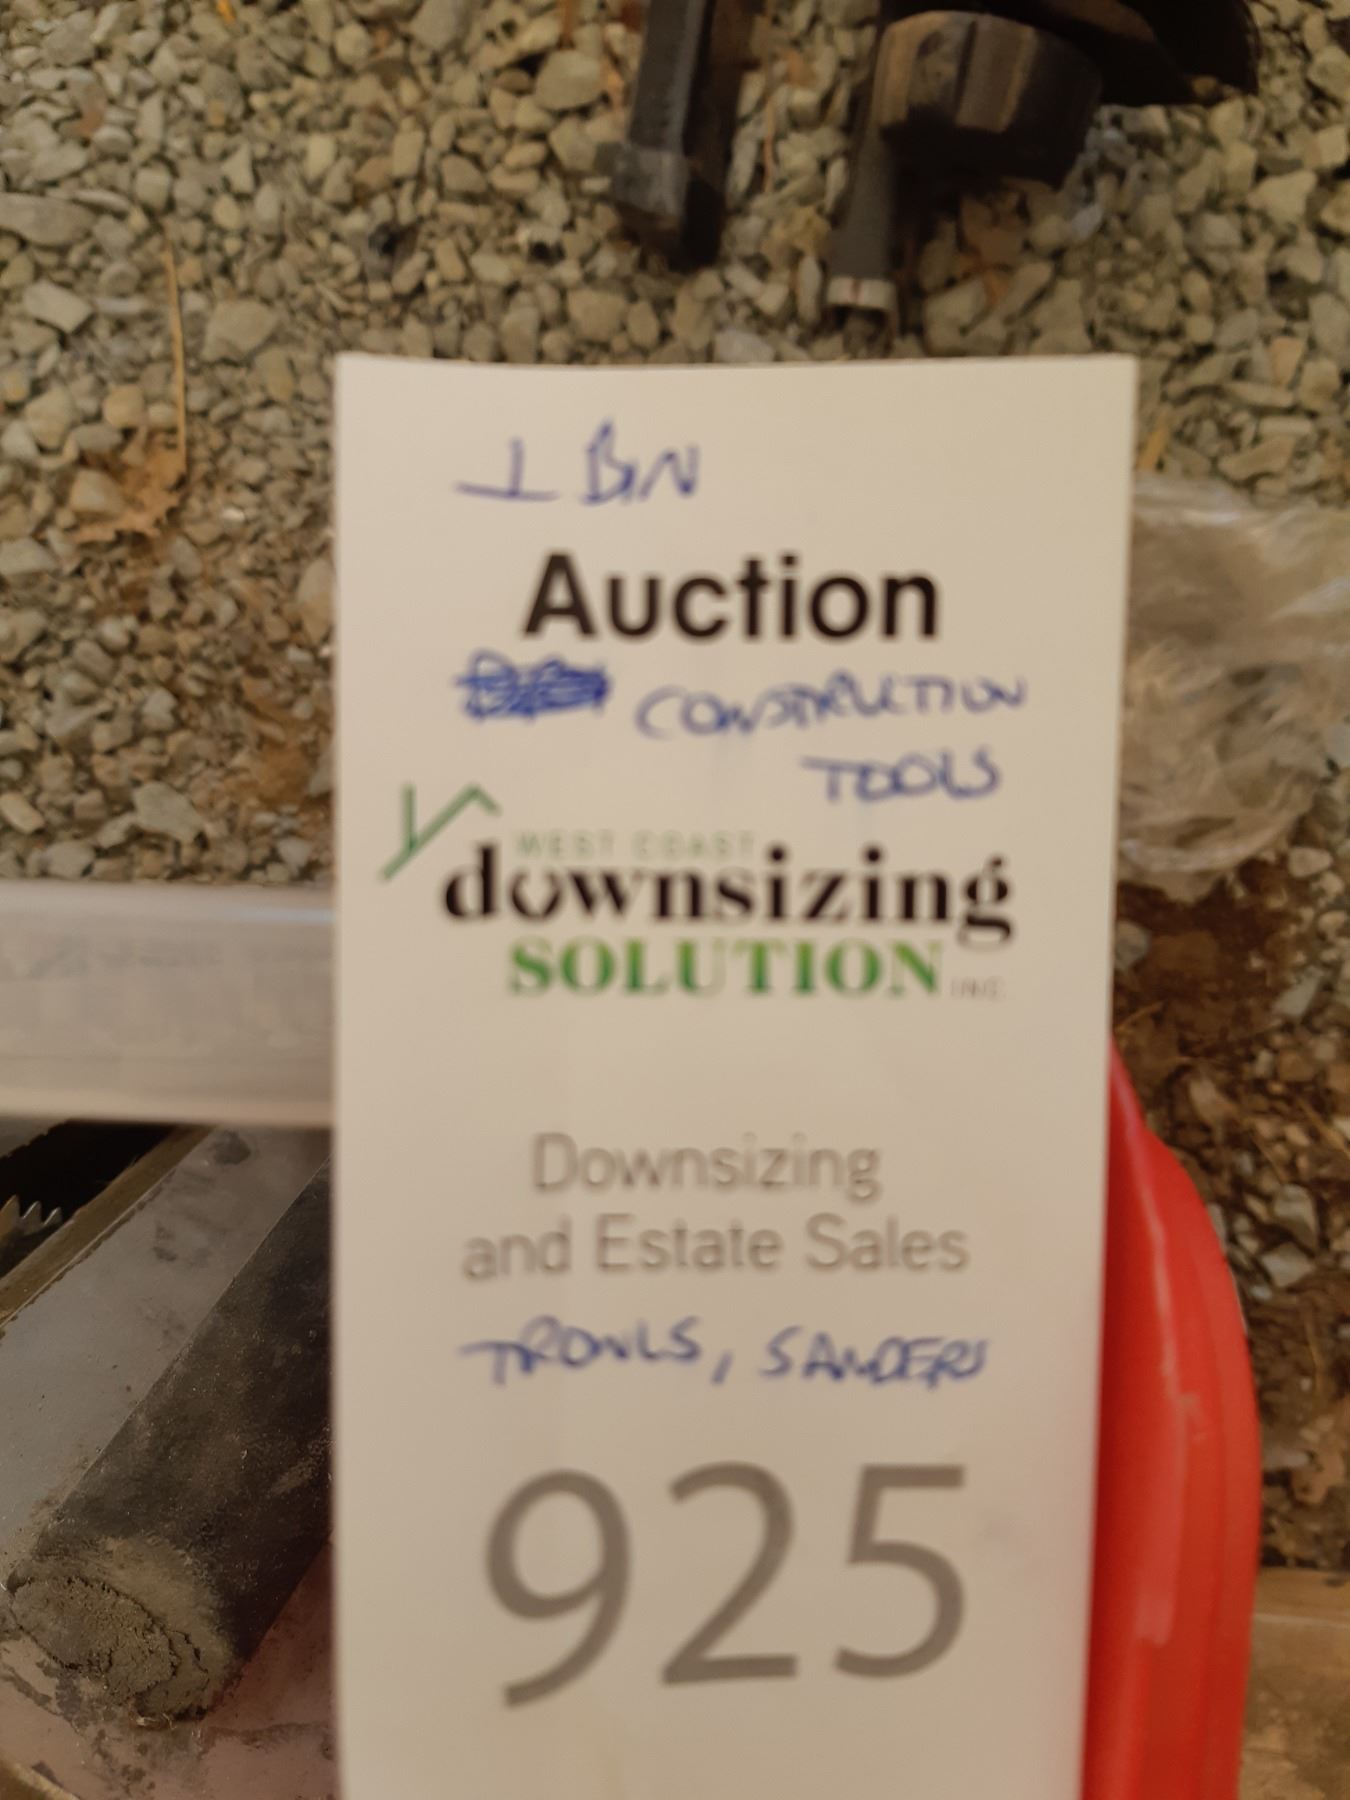 1 BIN
Auction
CONSTRUCTION
TOOLS
WEST COAST
downsizing
SOLUTION INC.
Downsizing
and Estate Sales
TROWLS, SANDERS
925